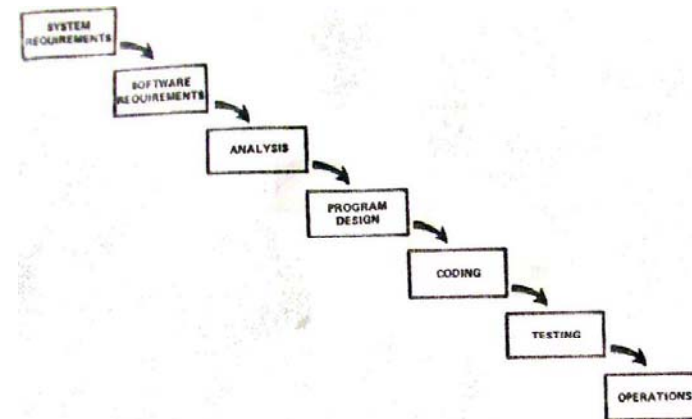 SYSTEM
REQUIREMENTS
SOFTWARE
REQUIREMENTS
ANALYSIS
PROGRAM
DESIGN
CODING
TESTING
OPERATIONS